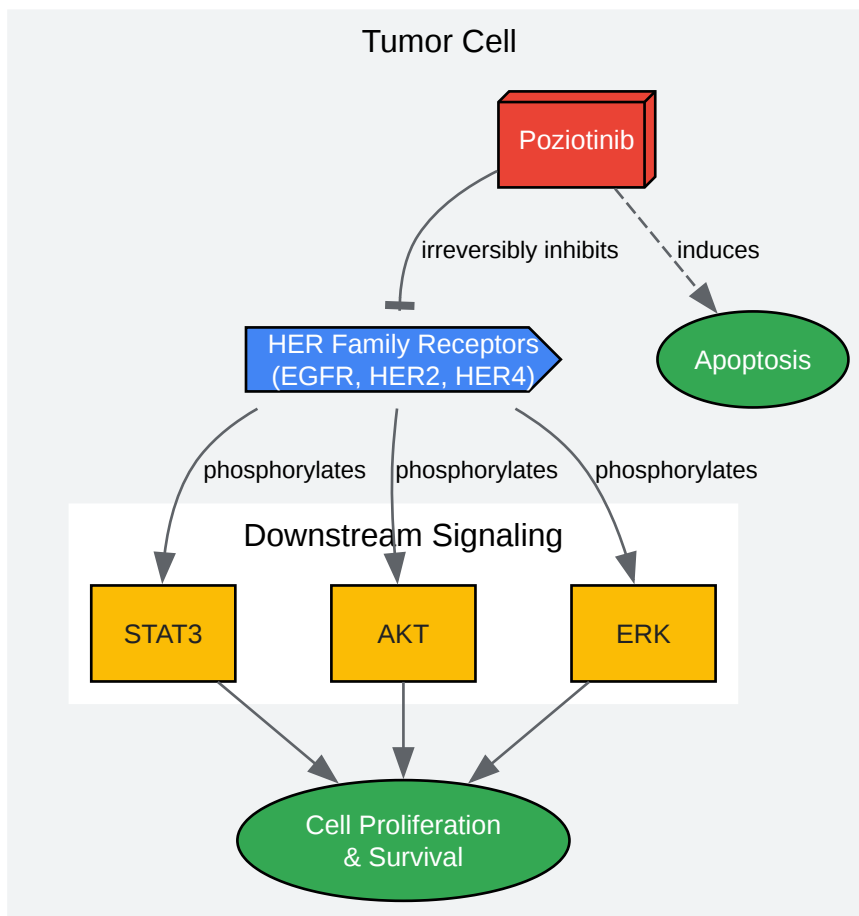 Tumor Cell
Poziotinib
irreversibly inhibits
induces
HER Family Receptors
(EGFR, HER2, HER4)
Apoptosis
phosphorylates
phosphorylates
phosphorylates
Downstream Signaling
STAT3
AKT
ERK
Cell Proliferation
& Survival